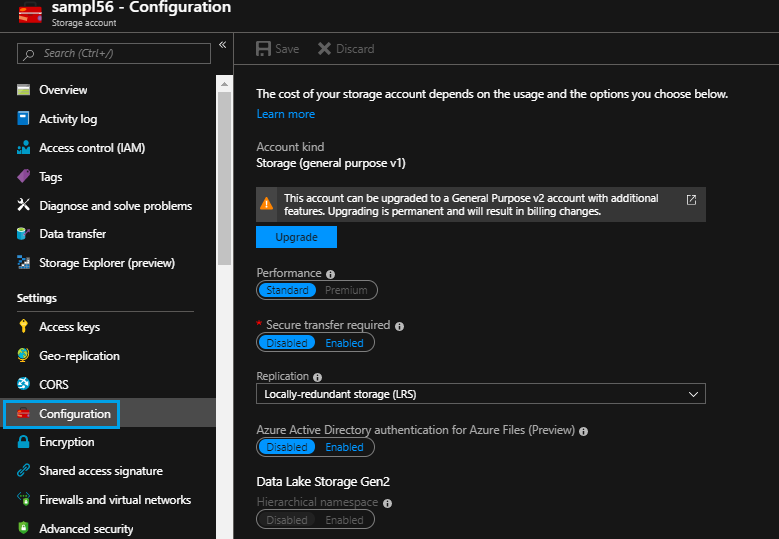 sampl56 - Configuration
Storage account
Search (Ctrl+/)
«
Overview
Activity log
Access control (IAM)
Tags
Diagnose and solve problems
Data transfer
Storage Explorer (preview)
Settings
Access keys
Geo-replication
CORS
Configuration
Encryption
Shared access signature
Firewalls and virtual networks
Advanced security
Save Discard
The cost of your storage account depends on the usage and the options you choose below.
Learn more
Account kind
Storage (general purpose v1)
This account can be upgraded to a General Purpose v2 account with additional
features. Upgrading is permanent and will result in billing changes.
Upgrade
Performance
Standard Premium
* Secure transfer required
Disabled Enabled
Replication
Locally-redundant storage (LRS)
Azure Active Directory authentication for Azure Files (Preview)
Disabled Enabled
Data Lake Storage Gen2
Hierarchical namespace
Disabled Enabled